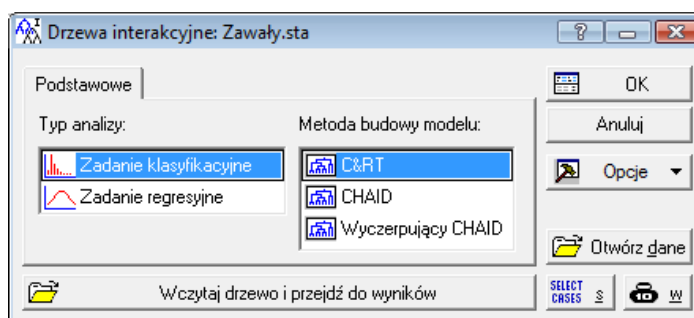 Drzewa interakcyjne: Zawały.sta
Podstawowe
Typ analizy:
Zadanie klasyfikacyjne
Zadanie regresyjne
Metoda budowy modelu:
C&RT
CHAID
Wyczerpujący CHAID
Wczytaj drzewo i przejdź do wyników
OK
Anuluj
Opcje
Otwórz dane
SELECT CASES S
W